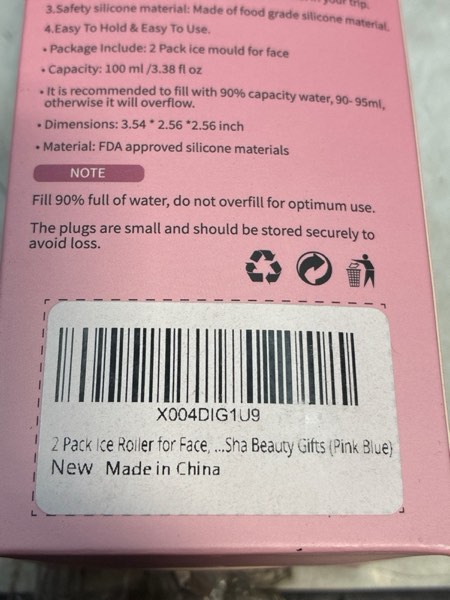 your trip.
3.Safety silicone material: Made of food grade silicone material.
4.Easy To Hold & Easy To Use.
• Package Include: 2 Pack ice mould for face
• Capacity: 100 ml /3.38 fl oz
• It is recommended to fill with 90% capacity water, 90- 95ml,
otherwise it will overflow.
• Dimensions: 3.54 * 2.56 *2.56 inch
• Material: FDA approved silicone materials
NOTE
Fill 90% full of water, do not overfill for optimum use.
The plugs are small and should be stored securely to
avoid loss.
X004DIG1U9
2 Pack Ice Roller for Face, ...Sha Beauty Gifts (Pink Blue)
New Made in China